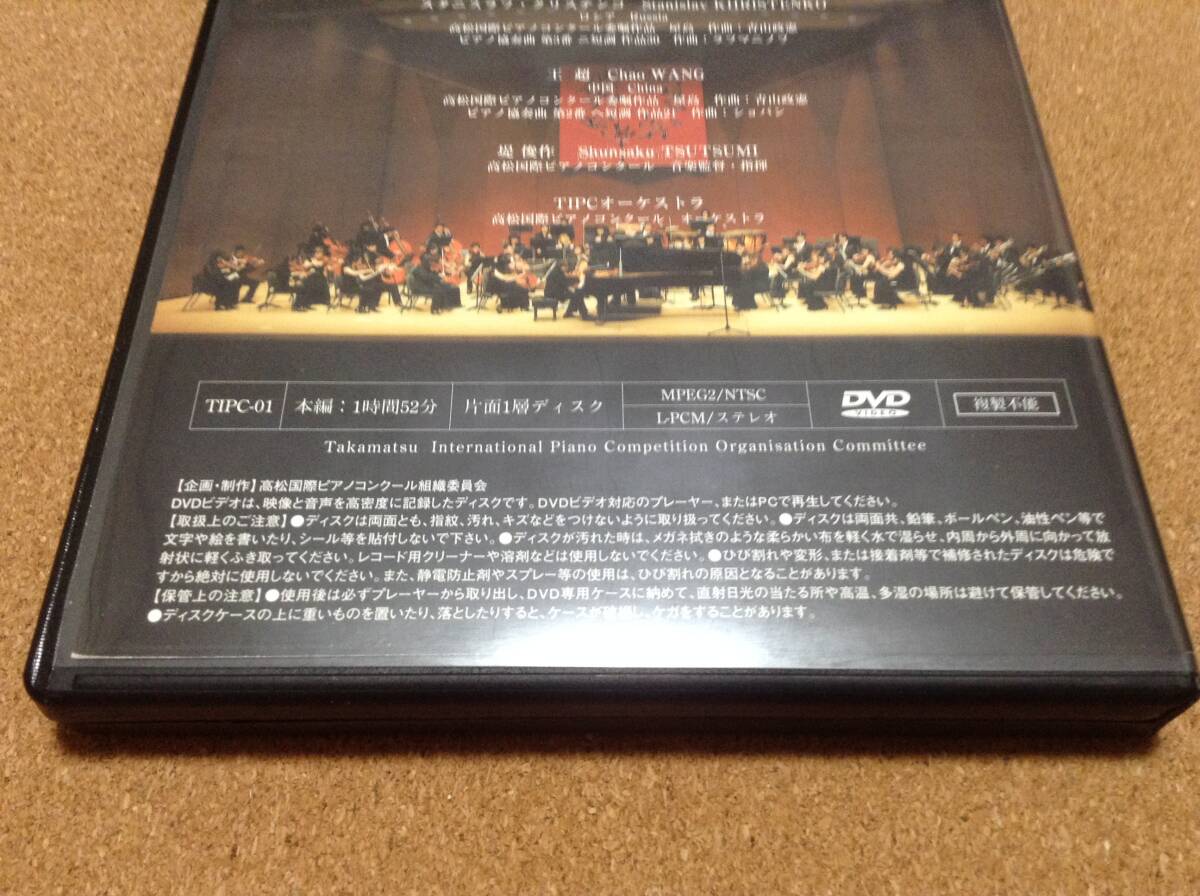 スタニスラフ・クリステンコ Stanislav KHRISTENKO
ロシア Russia
高松国際ピアノコンクール委嘱作品 屋島 作曲：青山政憲
ピアノ協奏曲 第3番 ニ短調 作品30 作曲：ラフマニノフ
王 超 Chao WANG
中国 China
高松国際ピアノコンクール委嘱作品 屋島 作曲：青山政憲
ピアノ協奏曲 第2番 ヘ短調 作品21 作曲：ショパン
堤 俊作 Shunsaku TSUTSUMI
高松国際ピアノコンクール 音楽監督・指揮
TIPCオーケストラ
高松国際ピアノコンクール オーケストラ
TIPC-01 本編：1時間52分 片面1層ディスク MPEG2/NTSC L-PCM/ステレオ DVD VIDEO 複製不能
Takamatsu International Piano Competition Organisation Committee
【企画・制作】高松国際ピアノコンクール組織委員会
DVDビデオは、映像と音声を高密度に記録したディスクです。DVDビデオ対応のプレーヤー、またはPCで再生してください。
【取扱上のご注意】●ディスクは両面とも、指紋、汚れ、キズなどをつけないように取り扱ってください。●ディスクは両面共、鉛筆、ボールペン、油性ペン等で
文字や絵を書いたり、シール等を貼付しないで下さい。●ディスクが汚れた時は、メガネ拭きのような柔らかい布を軽く水で湿らせ、内周から外周に向かって放
射状に軽くふき取ってください。レコード用クリーナーや溶剤などは使用しないでください。●ひび割れや変形、または接着剤等で補修されたディスクは危険で
すから絶対に使用しないでください。また、静電防止剤やスプレー等の使用は、ひび割れの原因となることがあります。
【保管上の注意】●使用後は必ずプレーヤーから取り出し、DVD専用ケースに納めて、直射日光の当たる所や高温、多湿の場所は避けて保管してください。
●ディスクケースの上に重いものを置いたり、落としたりすると、ケースが破損し、ケガをすることがあります。